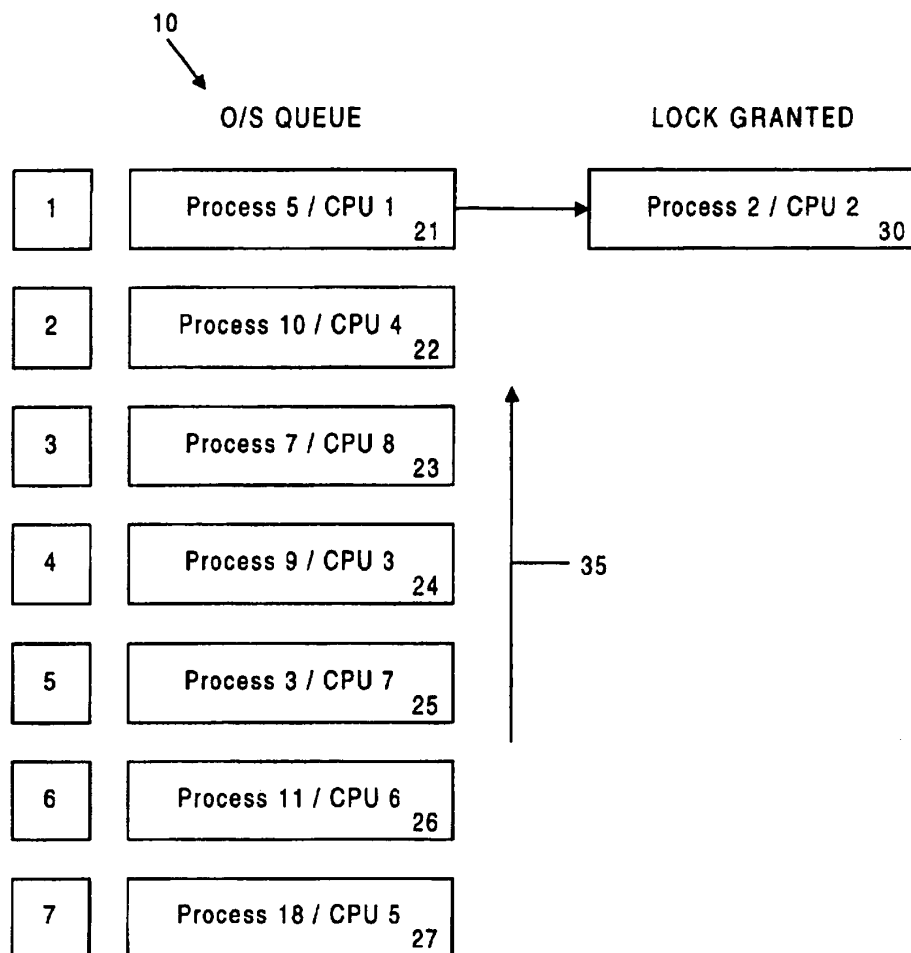 10
O/S QUEUE LOCK GRANTED
1 Process 5 / CPU 1 21 Process 2 / CPU 2 30
2 Process 10 / CPU 4 22
3 Process 7 / CPU 8 23
4 Process 9 / CPU 3 24
35
5 Process 3 / CPU 7 25
6 Process 11 / CPU 6 26
7 Process 18 / CPU 5 27